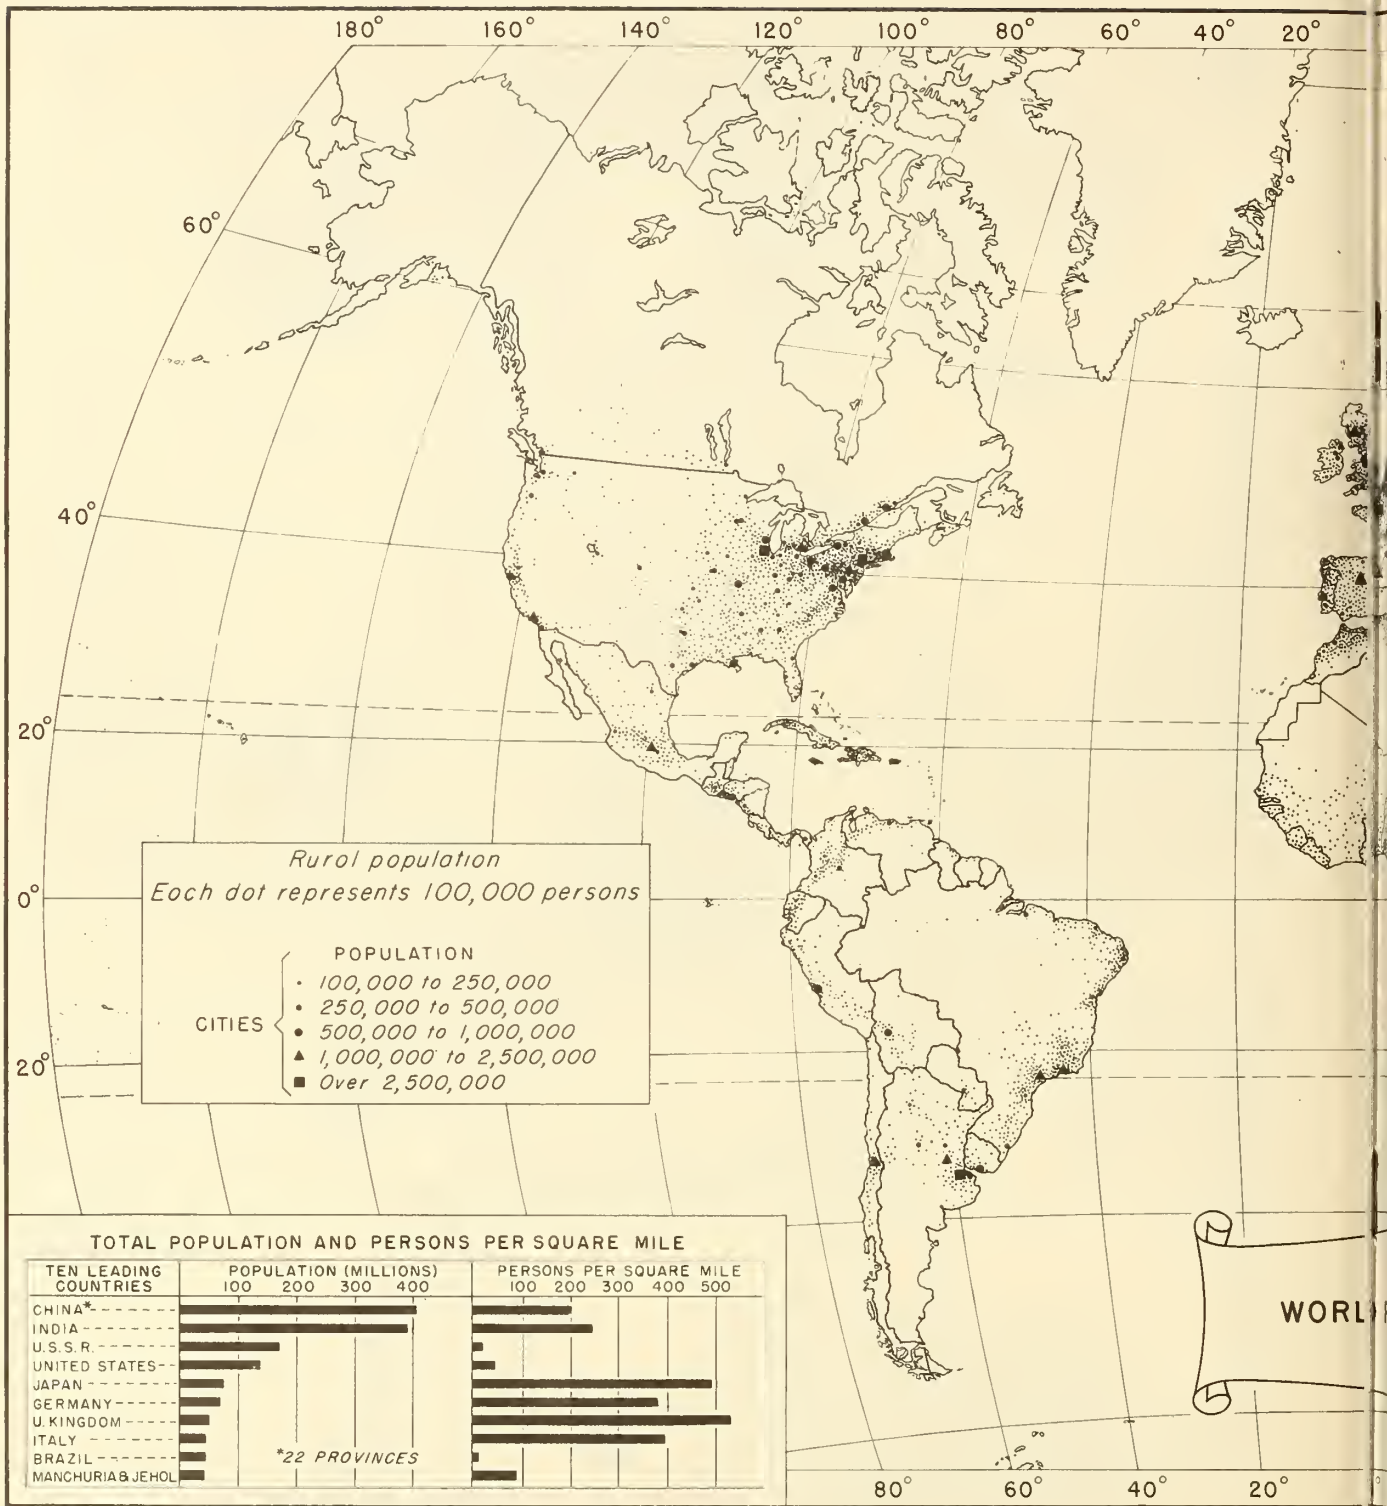 180° 160° 140° 120° 100° 80° 60° 40° 20°
60°
40°
20°
0°
20°
Rural population
Eoch dot represents 100,000 persons
POPULATION
CITIES
· 100,000 to 250,000
• 250,000 to 500,000
● 500,000 to 1,000,000
▲ 1,000,000 to 2,500,000
■ Over 2,500,000
TOTAL POPULATION AND PERSONS PER SQUARE MILE
TEN LEADING COUNTRIES
POPULATION (MILLIONS)
100 200 300 400
PERSONS PER SQUARE MILE
100 200 300 400 500
CHINA*
INDIA
U.S.S.R.
UNITED STATES
JAPAN
GERMANY
U. KINGDOM
ITALY
BRAZIL
MANCHURIA & JEHOL
*22 PROVINCES
WORL
80° 60° 40° 20°